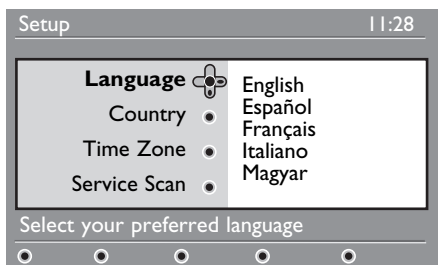 Setup 11:28
Language
Country
Time Zone
Service Scan
English
Español
Français
Italiano
Magyar
Select your preferred language